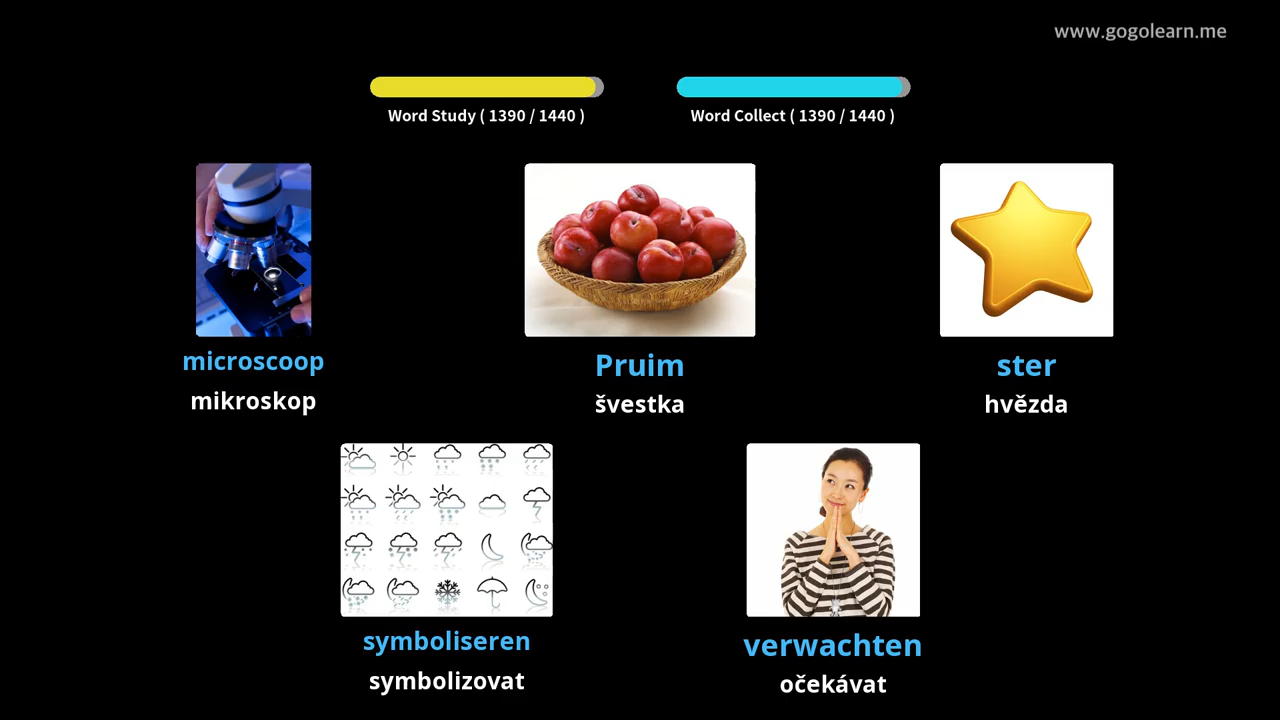 www.gogolearn.me
Word Study ( 1390 / 1440 )
Word Collect ( 1390 / 1440 )
microscoop
mikroskop
Pruim
švestka
ster
hvězda
symboliseren
symbolizovat
verwachten
očekávat